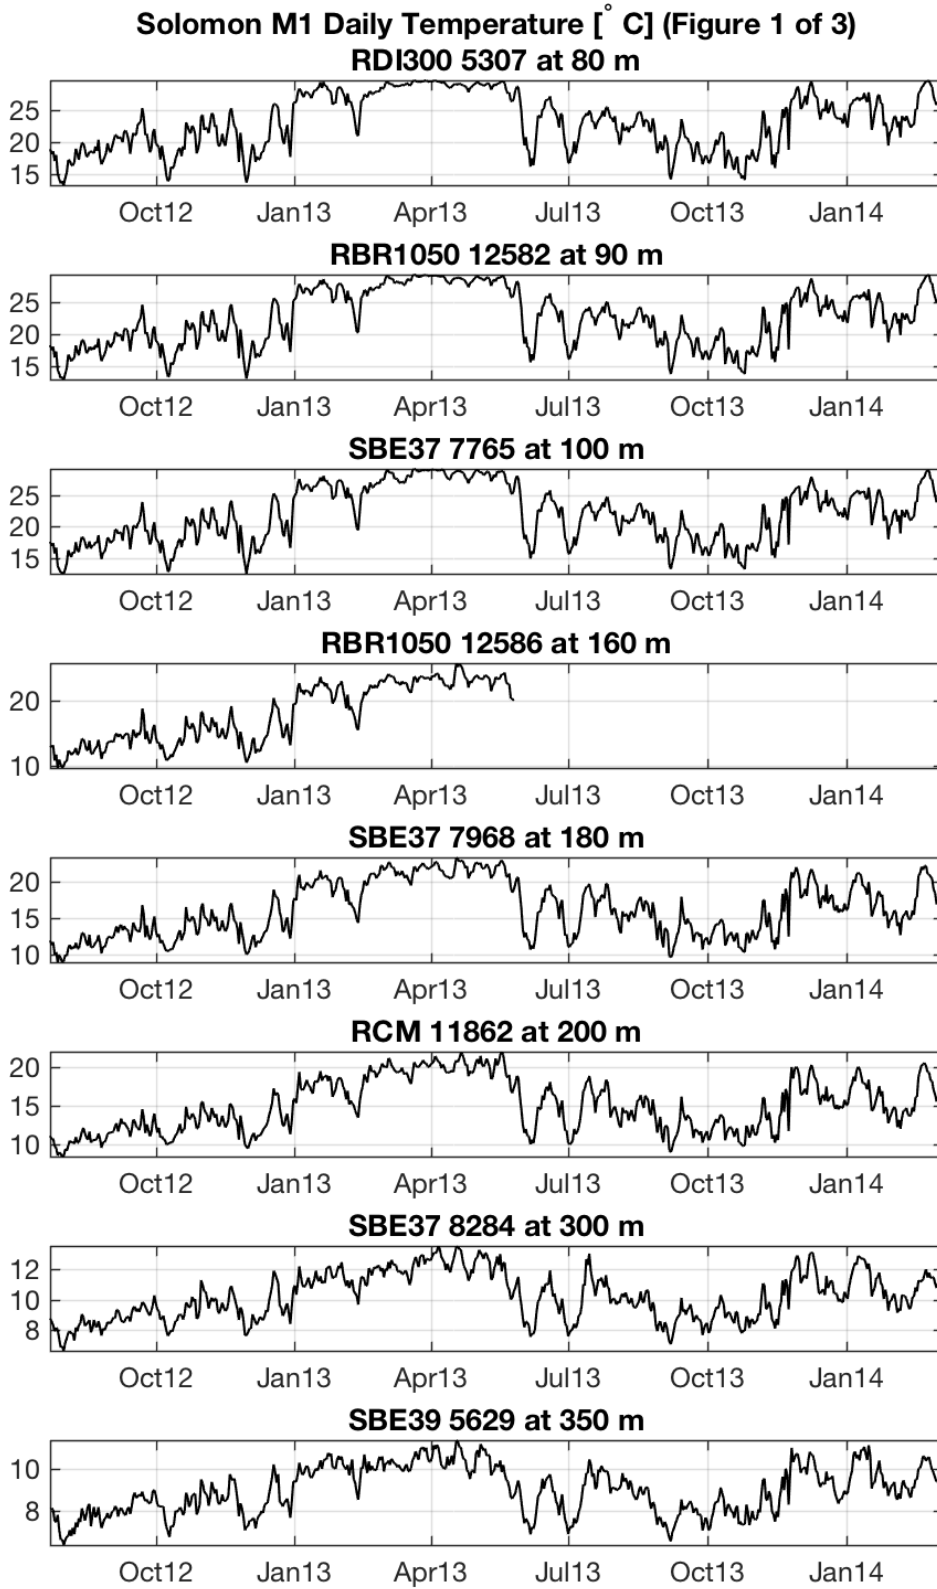 Solomon M1 Daily Temperature [° C] (Figure 1 of 3)
RDI300 5307 at 80 m
25
20
15
Oct12 Jan13 Apr13 Jul13 Oct13 Jan14
RBR1050 12582 at 90 m
25
20
15
Oct12 Jan13 Apr13 Jul13 Oct13 Jan14
SBE37 7765 at 100 m
25
20
15
Oct12 Jan13 Apr13 Jul13 Oct13 Jan14
RBR1050 12586 at 160 m
20
10
Oct12 Jan13 Apr13 Jul13 Oct13 Jan14
SBE37 7968 at 180 m
20
15
10
Oct12 Jan13 Apr13 Jul13 Oct13 Jan14
RCM 11862 at 200 m
20
15
10
Oct12 Jan13 Apr13 Jul13 Oct13 Jan14
SBE37 8284 at 300 m
12
10
8
Oct12 Jan13 Apr13 Jul13 Oct13 Jan14
SBE39 5629 at 350 m
10
8
Oct12 Jan13 Apr13 Jul13 Oct13 Jan14